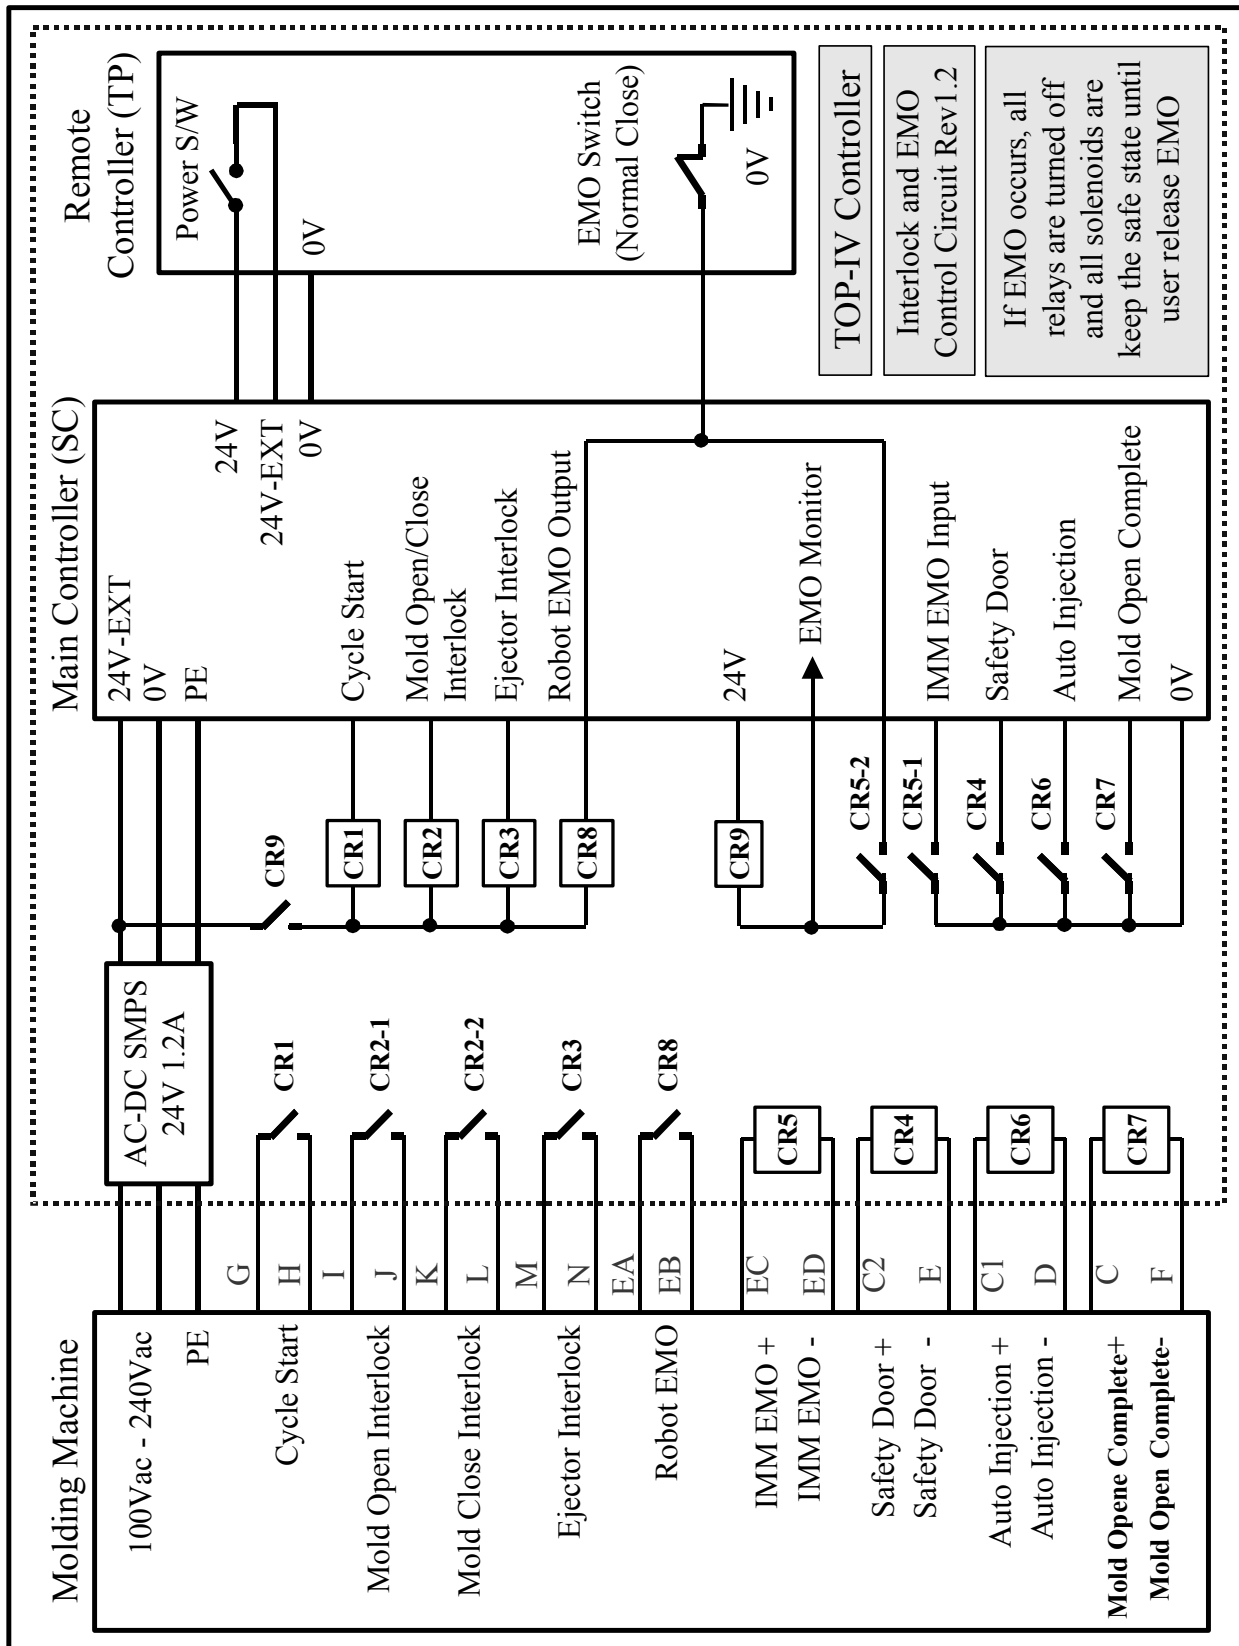 Molding Machine
100Vac - 240Vac
PE
Cycle Start
Mold Open Interlock
Mold Close Interlock
Ejector Interlock
Robot EMO
IMM EMO +
IMM EMO -
Safety Door +
Safety Door -
Auto Injection +
Auto Injection -
Mold Opene Complete+
Mold Open Complete-
G
H
I
J
K
L
M
N
EA
EB
EC
ED
C2
E
C1
D
C
F
AC-DC SMPS
24V 1.2A
CR1
CR2-1
CR2-2
CR3
CR8
CR5
CR4
CR6
CR7
CR9
CR1
CR2
CR3
CR8
CR9
CR5-2
CR5-1
CR4
CR6
CR7
Main Controller (SC)
24V-EXT
0V
PE
Cycle Start
Mold Open/Close
Interlock
Ejector Interlock
Robot EMO Output
24V
EMO Monitor
IMM EMO Input
Safety Door
Auto Injection
Mold Open Complete
0V
24V
24V-EXT
0V
Remote
Controller (TP)
Power S/W
0V
EMO Switch
(Normal Close)
0V
TOP-IV Controller
Interlock and EMO
Control Circuit Rev1.2
If EMO occurs, all
relays are turned off
and all solenoids are
keep the safe state until
user release EMO